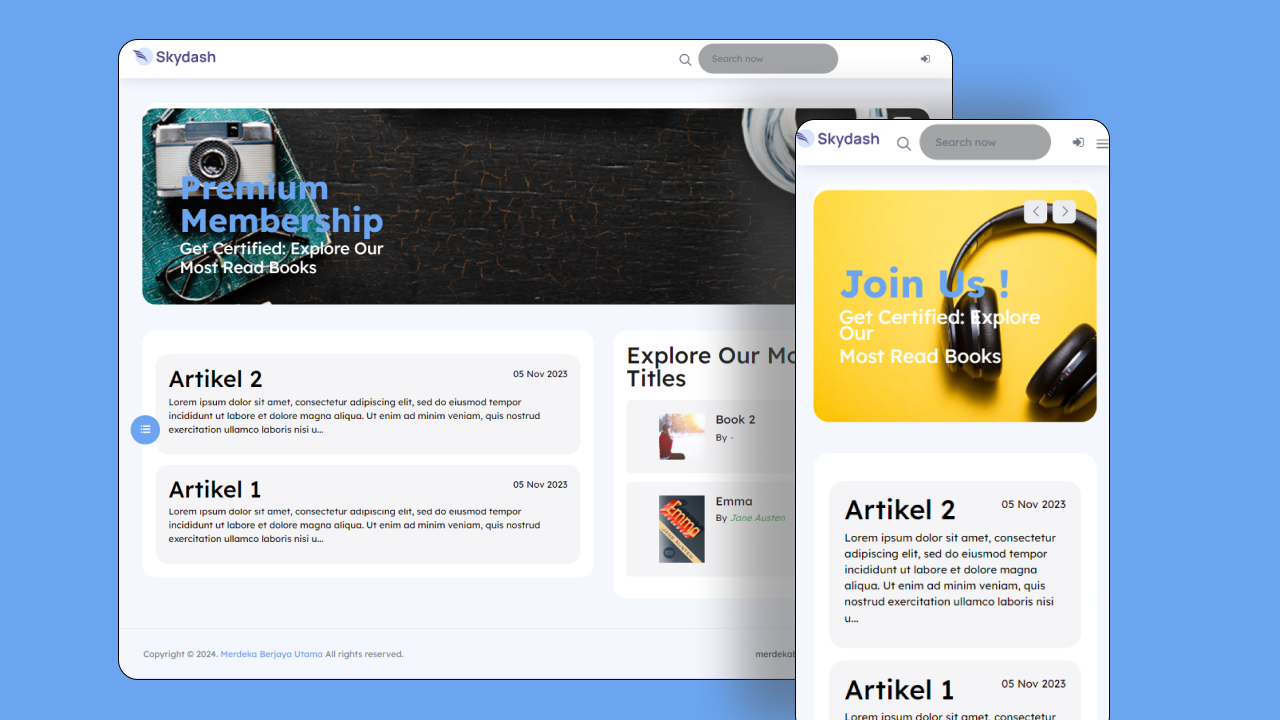 Skydash
Search now
Premium
Membership
Get Certified: Explore Our
Most Read Books
Artikel 2
05 Nov 2023
Lorem ipsum dolor sit amet, consectetur adipiscing elit, sed do eiusmod tempor
incididunt ut labore et dolore magna aliqua. Ut enim ad minim veniam, quis nostrud
exercitation ullamco laboris nisi u...
Artikel 1
05 Nov 2023
Lorem ipsum dolor sit amet, consectetur adipiscing elit, sed do eiusmod tempor
incididunt ut labore et dolore magna aliqua. Ut enim ad minim veniam, quis nostrud
exercitation ullamco laboris nisi u...
Explore Our Mo
Titles
Book 2
By -
Emma
By Jane Austen
Emma
JANE AUSTEN
Copyright © 2024. Merdeka Berjaya Utama All rights reserved.
Skydash
Search now
Join Us !
Get Certified: Explore
Our
Most Read Books
Artikel 2
05 Nov 2023
Lorem ipsum dolor sit amet, consectetur
adipiscing elit, sed do eiusmod tempor
incididunt ut labore et dolore magna
aliqua. Ut enim ad minim veniam, quis
nostrud exercitation ullamco laboris nisi
u...
Artikel 1
05 Nov 2023
Lorem ipsum dolor sit amet, consectetur